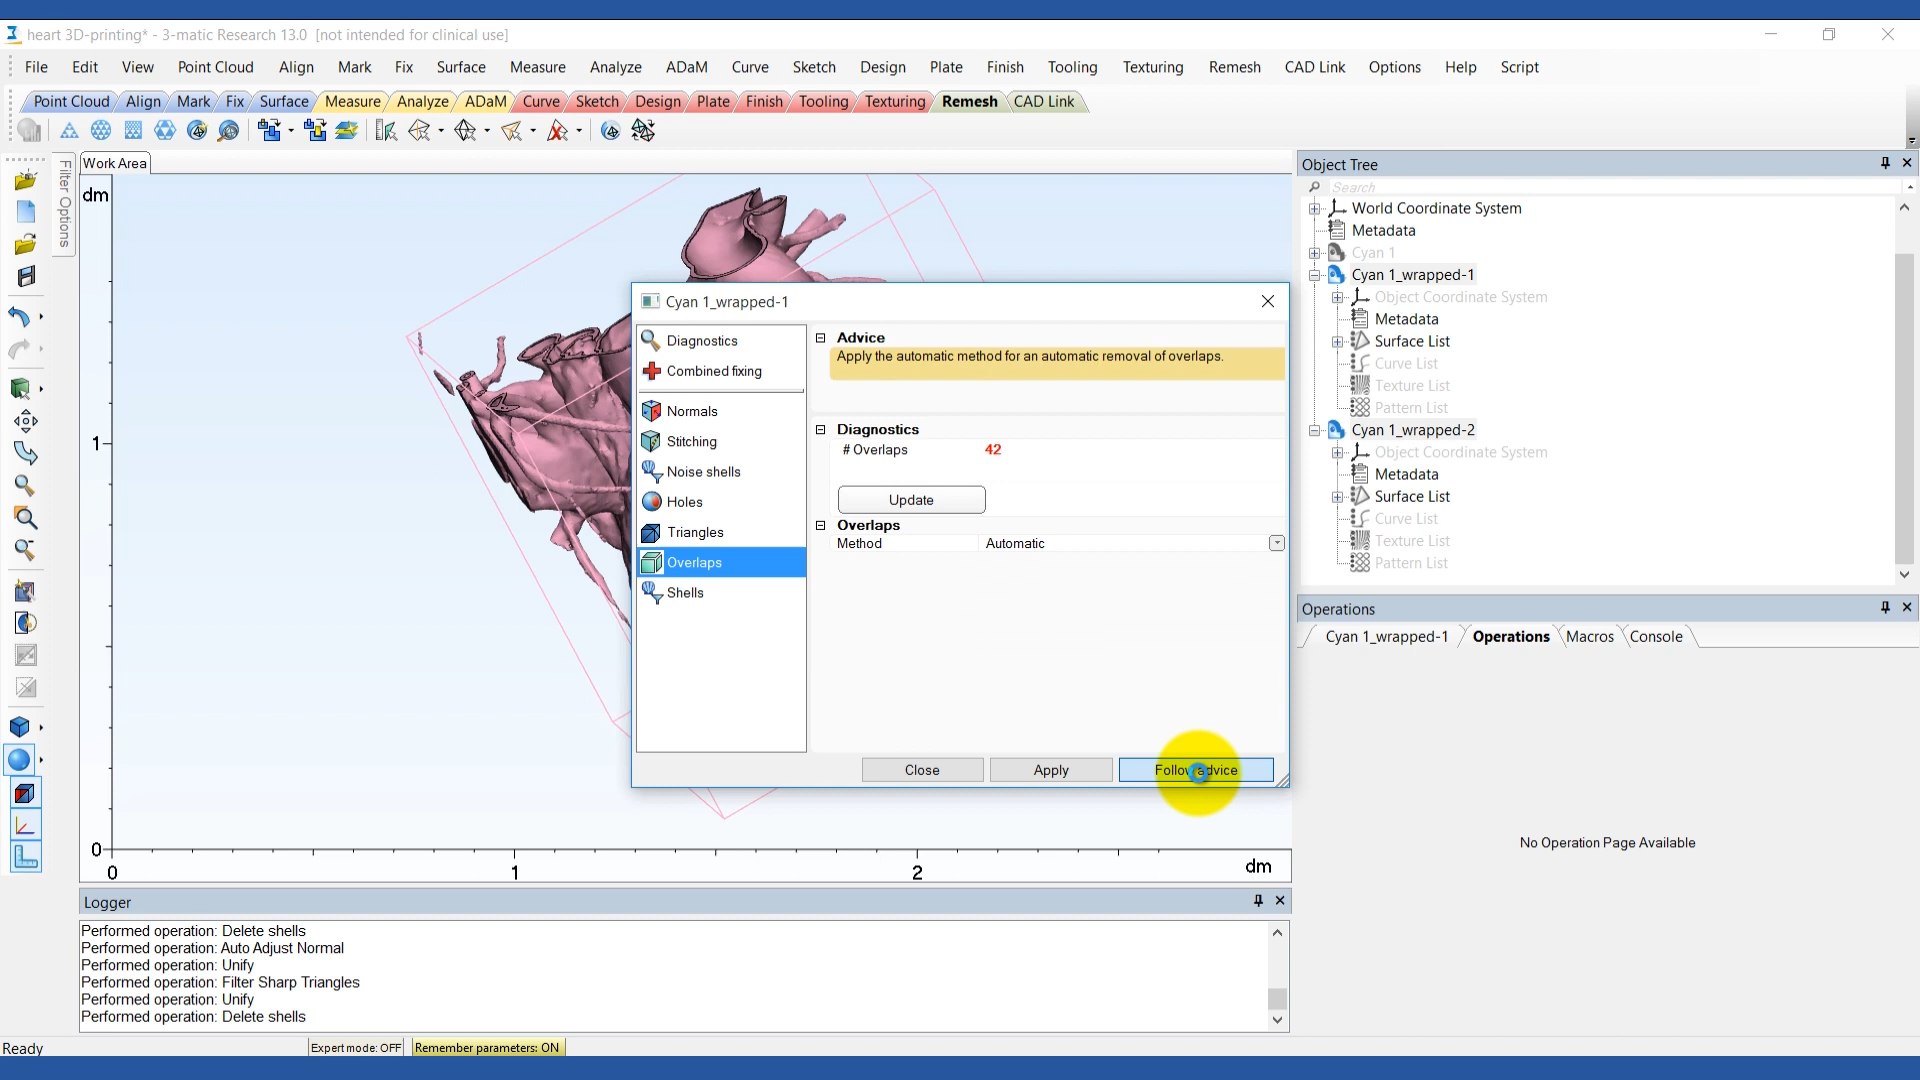 heart 3D-printing* - 3-matic Research 13.0 [not intended for clinical use]
File Edit View Point Cloud Align Mark Fix Surface Measure Analyze ADaM Curve Sketch Design Plate Finish Tooling Texturing Remesh CAD Link Options Help Script
Point Cloud Align Mark Fix Surface Measure Analyze ADaM Curve Sketch Design Plate Finish Tooling Texturing Remesh CAD Link
Filter Options
Work Area
dm
1
0
0 1 2 dm
Cyan 1_wrapped-1
Diagnostics
Combined fixing
Normals
Stitching
Noise shells
Holes
Triangles
Overlaps
Shells
Advice
Apply the automatic method for an automatic removal of overlaps.
Diagnostics
# Overlaps 42
Update
Overlaps
Method Automatic
Close Apply Follow advice
Object Tree
Search
World Coordinate System
Metadata
Cyan 1
Cyan 1_wrapped-1
Object Coordinate System
Metadata
Surface List
Curve List
Texture List
Pattern List
Cyan 1_wrapped-2
Object Coordinate System
Metadata
Surface List
Curve List
Texture List
Pattern List
Operations
Cyan 1_wrapped-1 Operations Macros Console
No Operation Page Available
Logger
Performed operation: Delete shells
Performed operation: Auto Adjust Normal
Performed operation: Unify
Performed operation: Filter Sharp Triangles
Performed operation: Unify
Performed operation: Delete shells
Ready Expert mode: OFF Remember parameters: ON